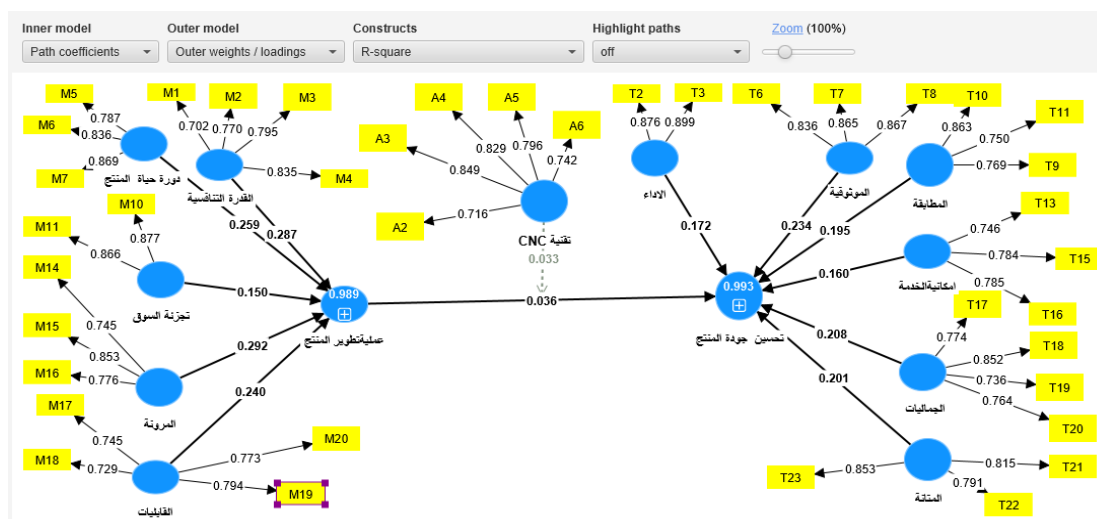 Inner model
Outer model
Constructs
Highlight paths
Zoom (100%)
Path coefficients
Outer weights / loadings
R-square
off
M5
M6
M7
0.787
0.836
0.869
دورة حياة المنتج
M1
M2
M3
M4
0.702
0.770
0.795
0.835
القدرة التنافسية
0.259
0.287
M10
M11
0.877
0.866
تجزئة السوق
0.150
M14
M15
M16
0.745
0.853
0.776
المرونة
0.292
M17
M18
M19
M20
0.745
0.729
0.794
0.773
القابليات
0.240
0.989
عمليةتطوير المنتج
A2
A3
A4
A5
A6
0.716
0.849
0.829
0.796
0.742
تقنية CNC
0.033
0.036
T2
T3
0.876
0.899
الاداء
0.172
T6
T7
T8
0.836
0.865
0.867
الموثوقية
0.234
T10
T11
T9
0.863
0.750
0.769
المطابقة
0.195
T13
T15
T16
0.746
0.784
0.785
امكانيةالخدمة
0.160
0.993
تحسين جودة المنتج
T17
T18
T19
T20
0.774
0.852
0.736
0.764
الجماليات
0.208
T21
T22
T23
0.815
0.791
0.853
المتانة
0.201